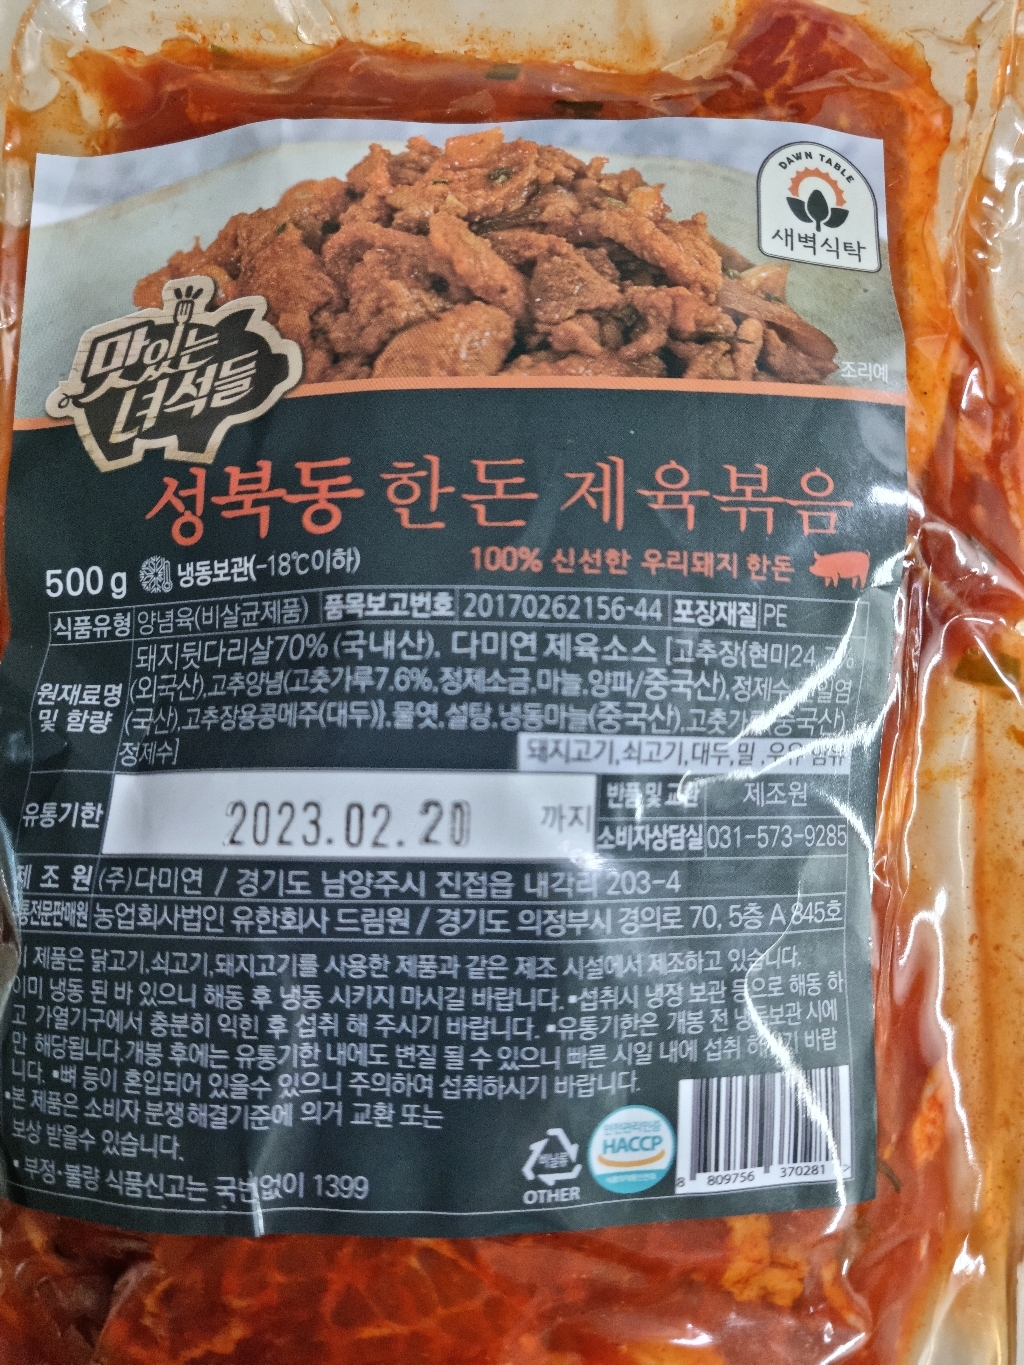 DAWN TABLE
새벽식탁
조리예
맛있는
녀석들
성북동 한돈 제육볶음
100% 신선한 우리돼지 한돈
500g 냉동보관(-18℃이하)
식품유형 양념육(비살균제품) 품목보고번호 20170262156-44 포장재질 PE
원재료명 및 함량
돼지뒷다리살70%(국내산), 다미연 제육소스 [고추장{현미24.7%
(외국산),고추양념(고춧가루7.6%,정제소금,마늘,양파/중국산),정제수,
(국산),고추장용콩메주(대두)},물엿,설탕,냉동마늘(중국산),고춧가루(중국산),
정제수]
돼지고기,쇠고기,대두,밀,우유 함유
유통기한 2023.02.20 까지
반품 및 교환 제조원
소비자상담실 031-573-9285
제 조 원 (주)다미연 / 경기도 남양주시 진접읍 내각리 203-4
통전문판매원 농업회사법인 유한회사 드림원 / 경기도 의정부시 경의로 70, 5층 A 845호
제품은 닭고기,쇠고기,돼지고기를 사용한 제품과 같은 제조 시설에서 제조하고 있습니다.
이미 냉동 된 바 있으니 해동 후 냉동 시키지 마시길 바랍니다. •섭취시 냉장 보관 등으로 해동 하
고 가열기구에서 충분히 익힌 후 섭취 해 주시기 바랍니다. •유통기한은 개봉 전 냉동보관 시에
만 해당됩니다.개봉 후에는 유통기한 내에도 변질 될 수 있으니 빠른 시일 내에 섭취 하시기 바랍
니다. •뼈 등이 혼입되어 있을수 있으니 주의하여 섭취하시기 바랍니다.
•본 제품은 소비자 분쟁해결기준에 의거 교환 또는
보상 받을수 있습니다.
•부정·불량 식품신고는 국번없이 1399
비닐류
OTHER
안전관리인증
HACCP
8 809756 370281 >